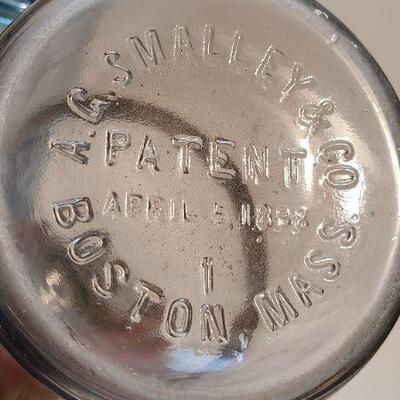 A.G. SMALLEY & CO.
PATENT
APRIL 5, 1898
1
BOSTON, MASS.